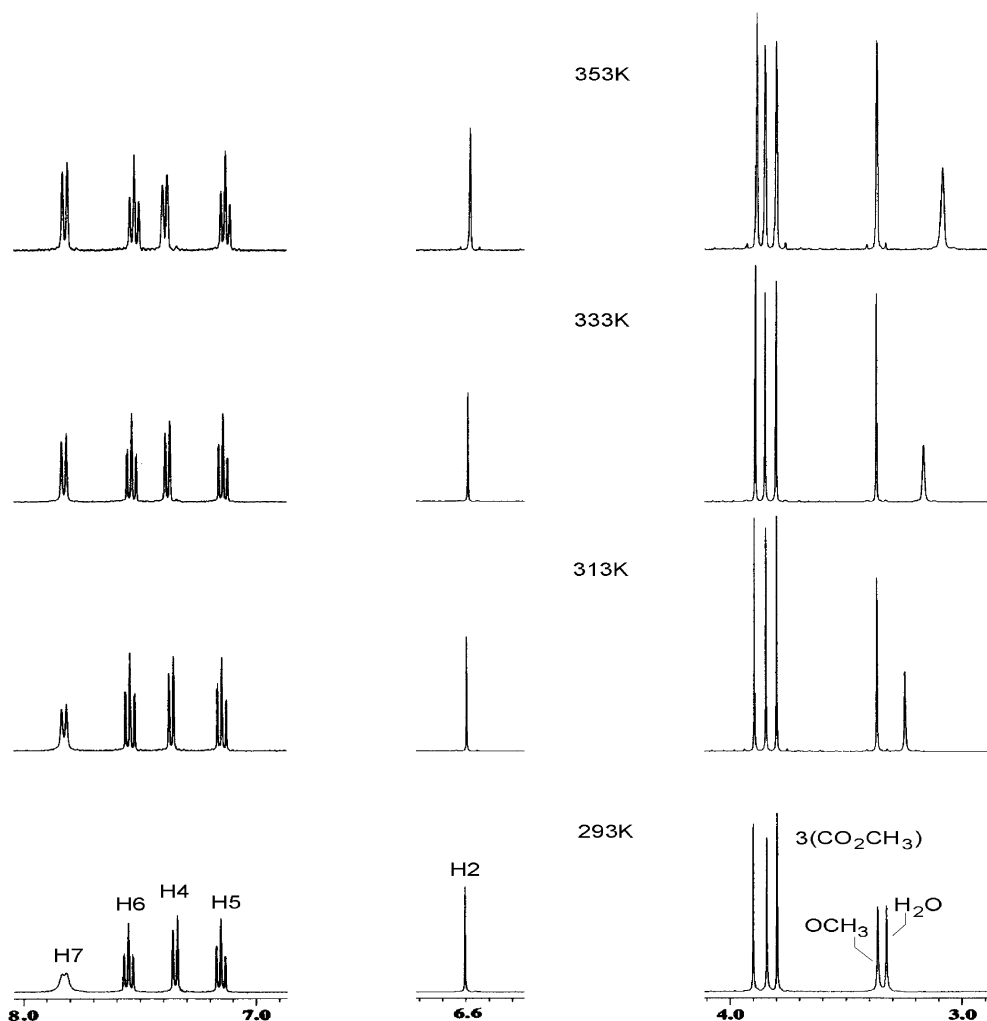 353K
333K
313K
293K
3(CO₂CH₃)
H7
H6
H4
H5
H2
OCH₃
H₂O
8.0 7.0 6.6 4.0 3.0